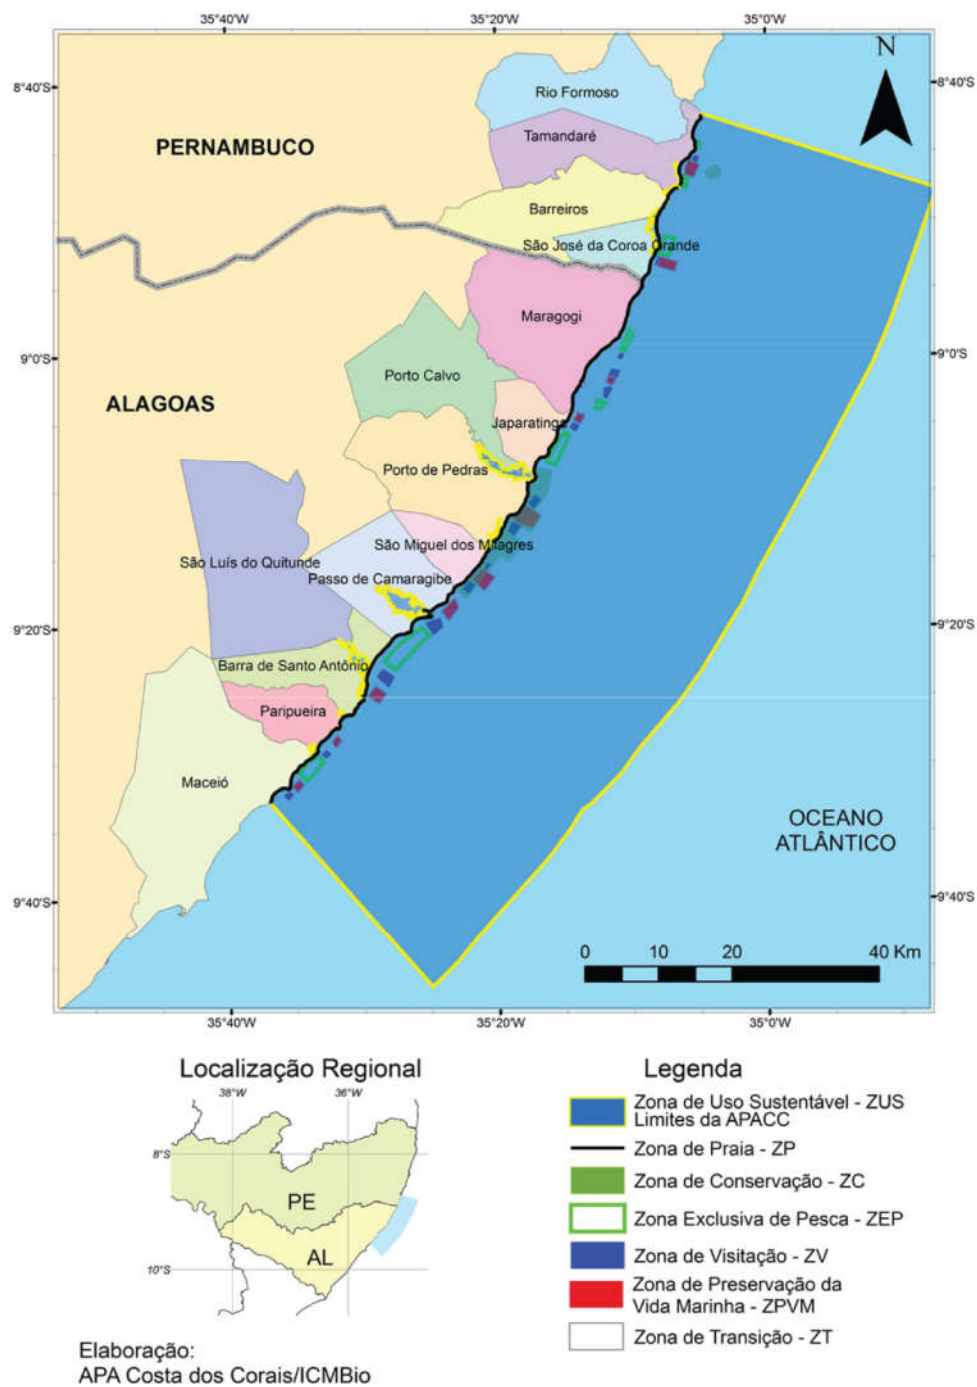 35°40'W 35°20'W 35°0'W
N
8°40'S 8°40'S
Rio Formoso
Tamandaré
PERNAMBUCO
Barreiros
São José da Coroa Grande
Maragogi
9°0'S 9°0'S
Porto Calvo
ALAGOAS
Japaratinga
Porto de Pedras
São Miguel dos Milagres
São Luís do Quitunde
Passo de Camaragibe
9°20'S 9°20'S
Barra de Santo Antônio
Paripueira
Maceió
OCEANO
ATLÂNTICO
9°40'S 9°40'S
0 10 20 40 Km
35°40'W 35°20'W 35°0'W
Localização Regional
38°W 36°W
8°S
PE
AL
10°S
Elaboração:
APA Costa dos Corais/ICMBio
Legenda
Zona de Uso Sustentável - ZUS
Limites da APACC
Zona de Praia - ZP
Zona de Conservação - ZC
Zona Exclusiva de Pesca - ZEP
Zona de Visitação - ZV
Zona de Preservação da
Vida Marinha - ZPVM
Zona de Transição - ZT